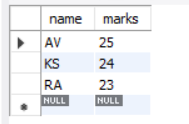 name marks
AV 25
KS 24
RA 23
NULL NULL